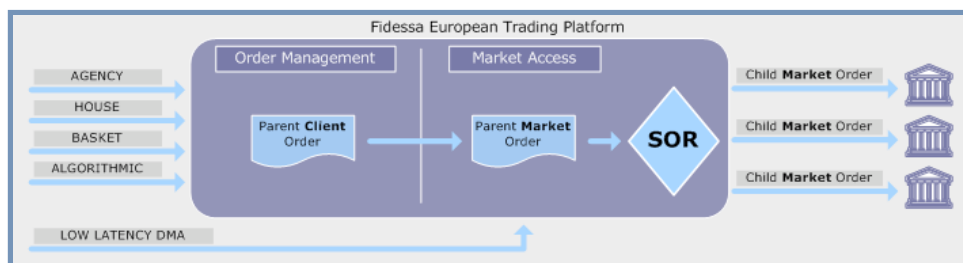 Fidessa European Trading Platform
Order Management
Market Access
AGENCY
HOUSE
BASKET
ALGORITHMIC
LOW LATENCY DMA
Parent Client
Order
Parent Market
Order
SOR
Child Market Order
Child Market Order
Child Market Order